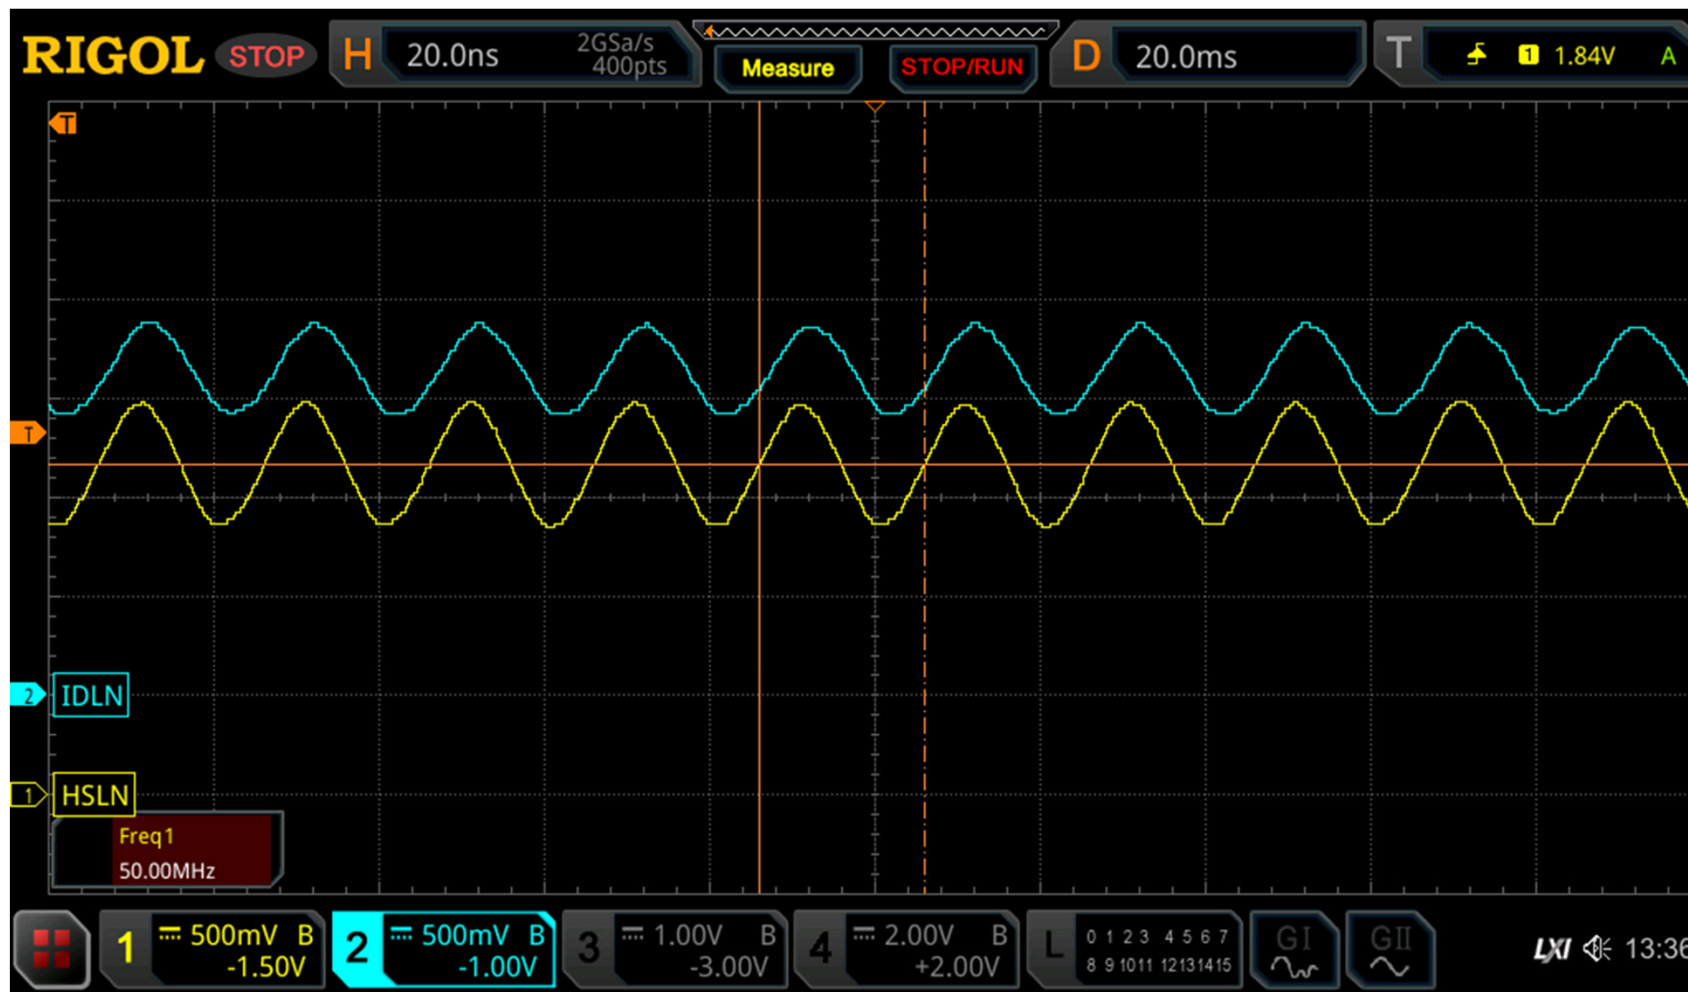 RIGOL STOP H 20.0ns 2GSa/s 400pts Measure STOP/RUN D 20.0ms T 1 1.84V A
T
T
2 IDLN
1 HSLN
Freq1
50.00MHz
1 500mV B 2 500mV B 3 1.00V B 4 2.00V B L 0 1 2 3 4 5 6 7 GI GII LXI 13:36
-1.50V -1.00V -3.00V +2.00V 8 9 10 11 12 13 14 15